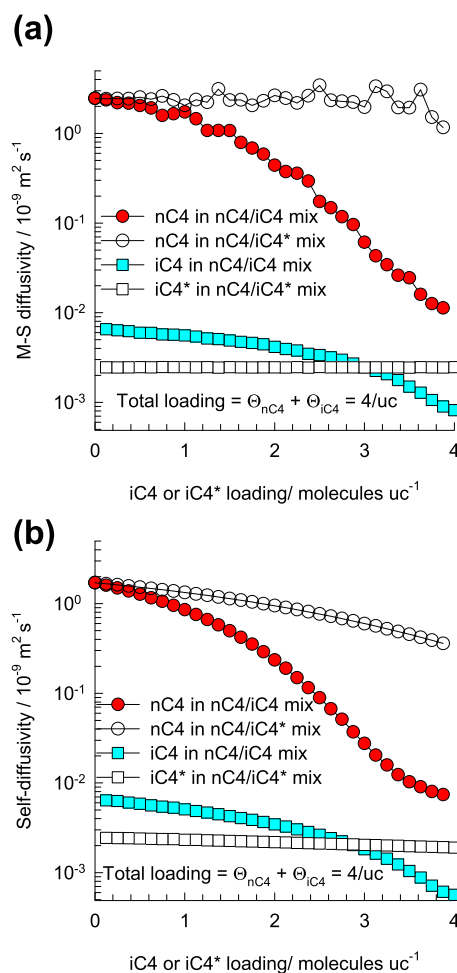 (a)
M-S diffusivity / 10⁻⁹ m² s⁻¹
10⁰
10⁻¹
10⁻²
10⁻³
nC4 in nC4/iC4 mix
nC4 in nC4/iC4* mix
iC4 in nC4/iC4 mix
iC4* in nC4/iC4* mix
Total loading = ΘnC4 + ΘiC4 = 4/uc
0 1 2 3 4
iC4 or iC4* loading/ molecules uc⁻¹
(b)
Self-diffusivity / 10⁻⁹ m² s⁻¹
10⁰
10⁻¹
10⁻²
10⁻³
nC4 in nC4/iC4 mix
nC4 in nC4/iC4* mix
iC4 in nC4/iC4 mix
iC4* in nC4/iC4* mix
Total loading = ΘnC4 + ΘiC4 = 4/uc
0 1 2 3 4
iC4 or iC4* loading/ molecules uc⁻¹